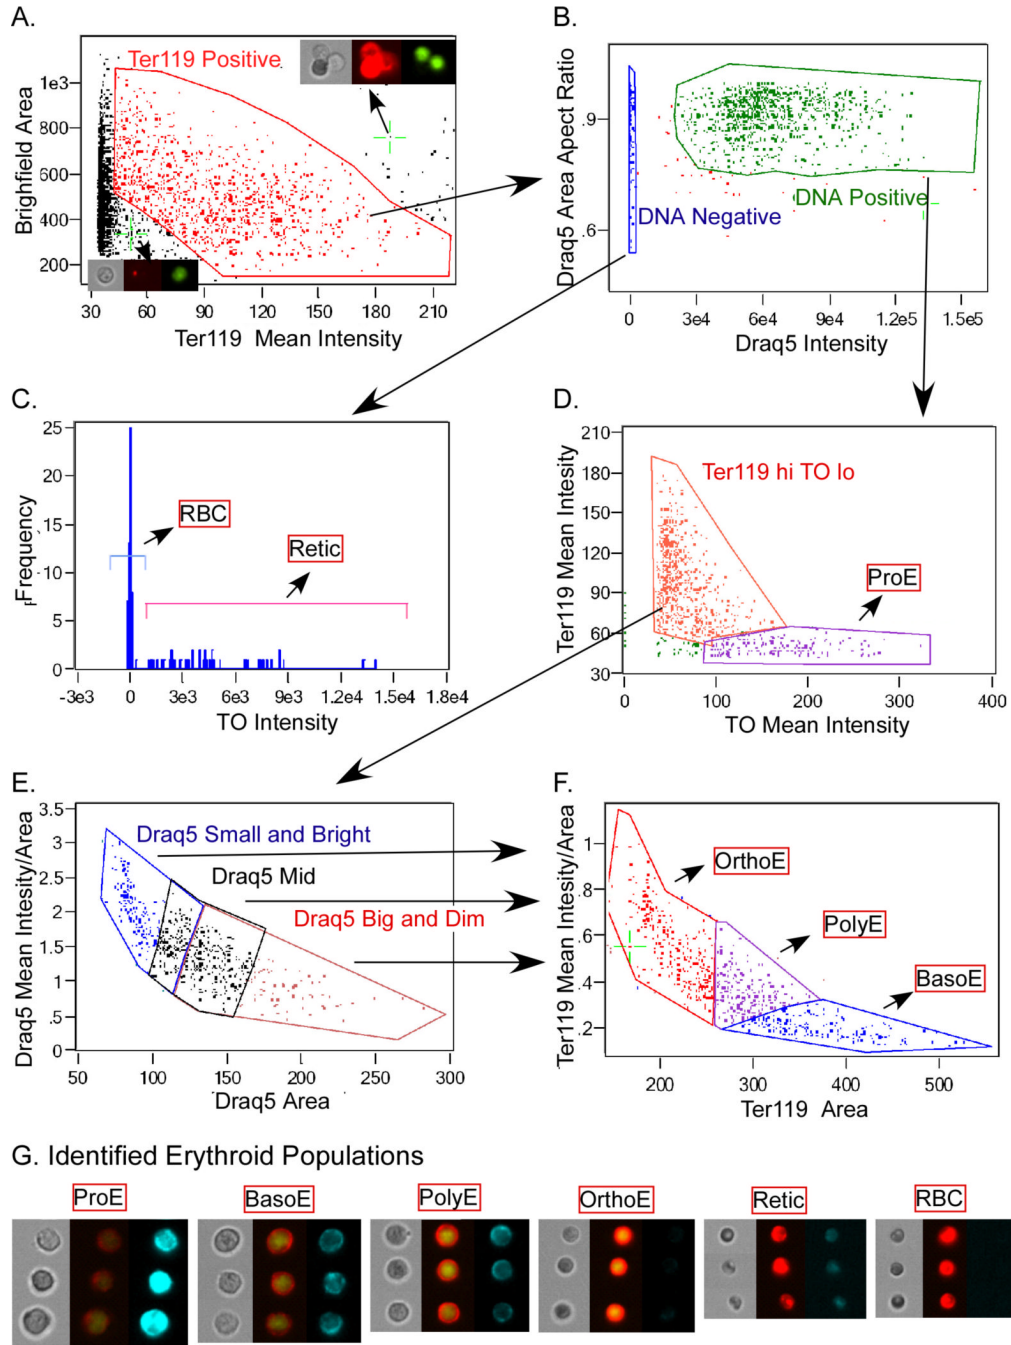 A.
Brightfield Area
Ter119 Positive
1e3
800
600
400
200
30 60 90 120 150 180 210
Ter119 Mean Intensity
B.
Draq5 Area Apect Ratio
.9
.6
DNA Negative
DNA Positive
0 3e4 6e4 9e4 1.2e5 1.5e5
Draq5 Intensity
C.
Frequency
25
20
15
10
5
0
RBC
Retic
-3e3 0 3e3 6e3 9e3 1.2e4 1.5e4 1.8e4
TO Intensity
D.
Ter119 Mean Intesity
210
180
150
120
90
60
30
Ter119 hi TO lo
ProE
0 100 200 300 400
TO Mean Intensity
E.
Draq5 Mean Intesity/Area
3.5
3
2.5
2
1.5
1
.5
0
Draq5 Small and Bright
Draq5 Mid
Draq5 Big and Dim
50 100 150 200 250 300
Draq5 Area
F.
Ter119 Mean Intensity/Area
1
.8
.6
.4
.2
OrthoE
PolyE
BasoE
200 300 400 500
Ter119 Area
G. Identified Erythroid Populations
ProE BasoE PolyE OrthoE Retic RBC